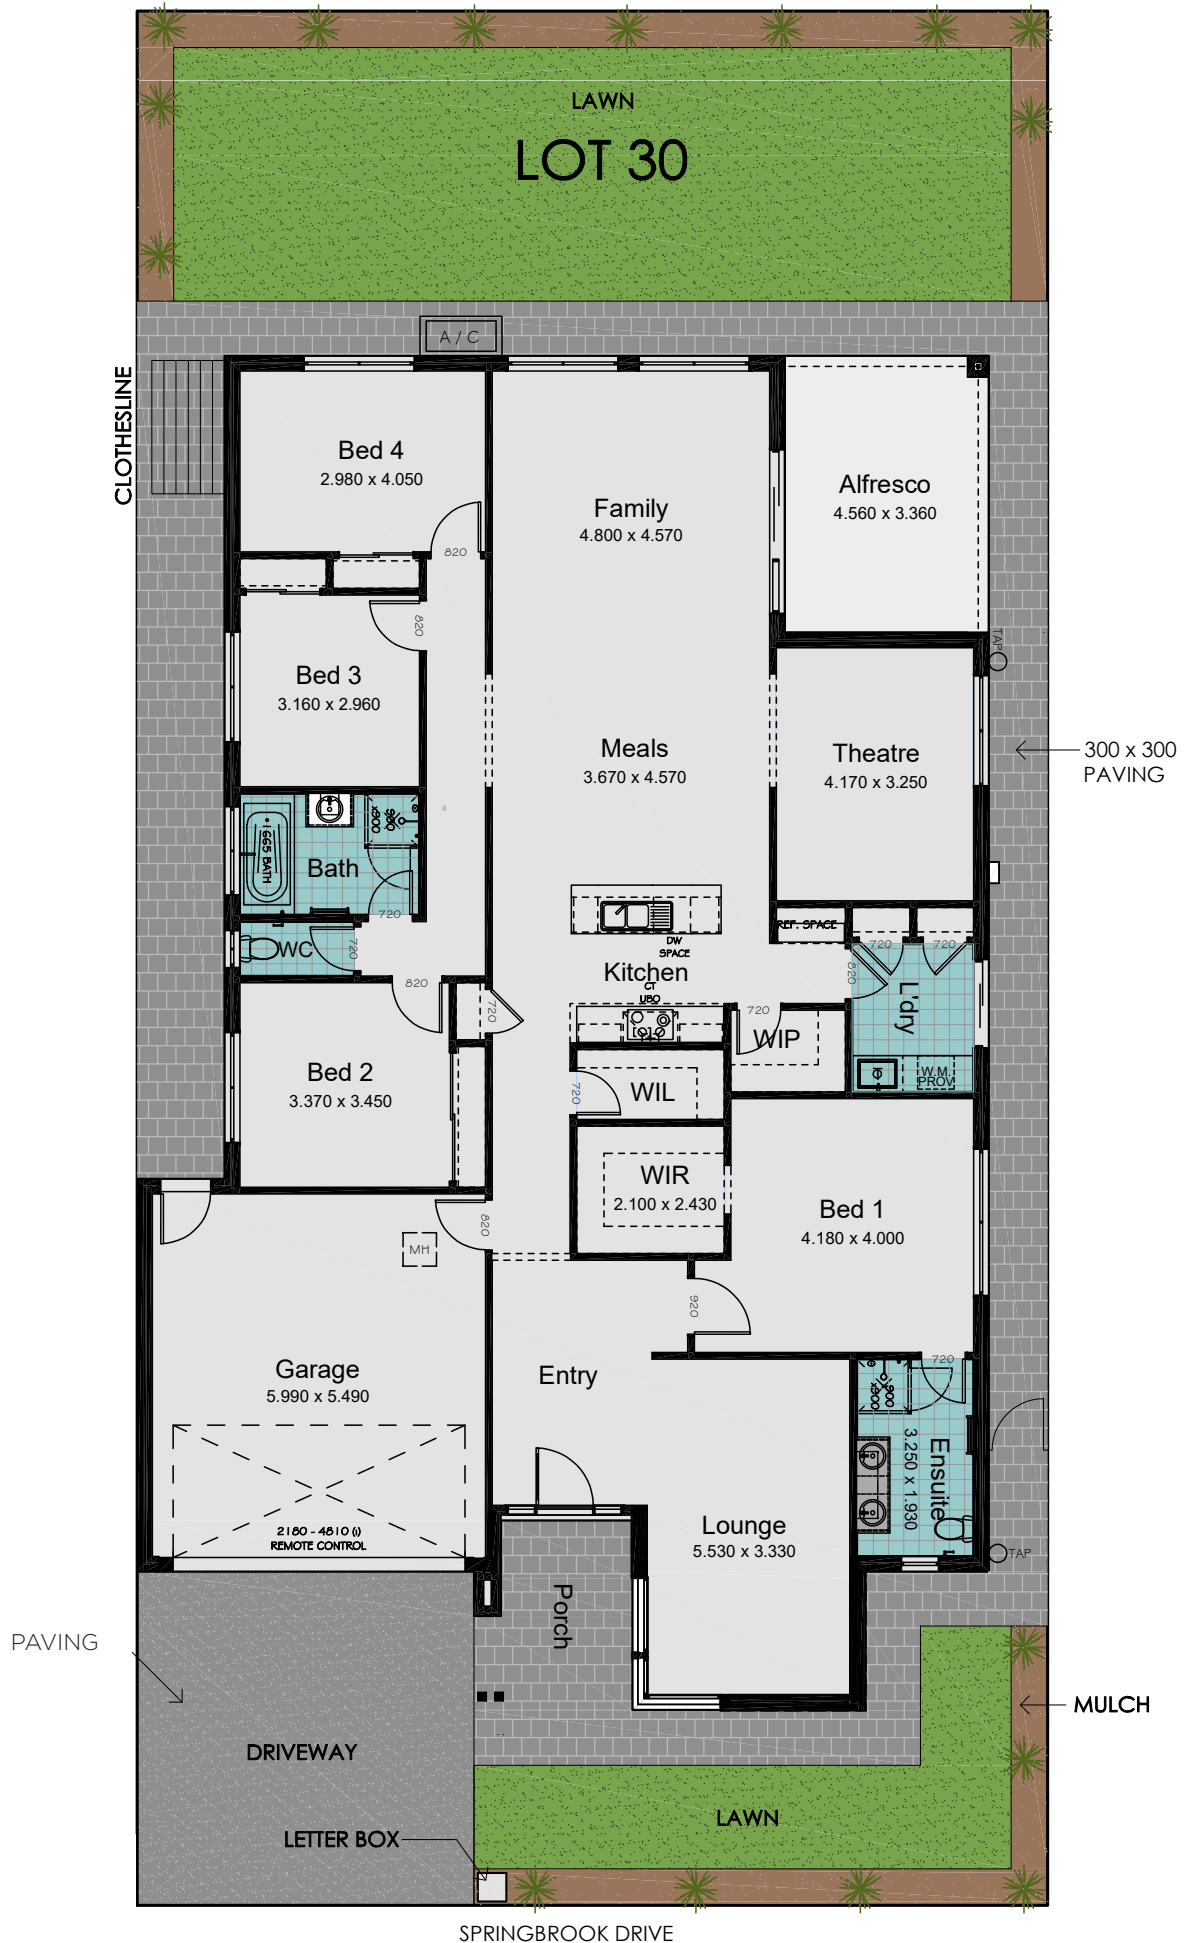 LAWN
LOT 30
A / C
CLOTHESLINE
Bed 4
2.980 x 4.050
820
Family
4.800 x 4.570
Alfresco
4.560 x 3.360
820
TAP
Bed 3
3.160 x 2.960
Meals
3.670 x 4.570
Theatre
4.170 x 3.250
300 x 300
PAVING
1665 BATH
900x
900
Bath
720
REF. SPACE
DW
SPACE
WC
720
720
720
820
Kitchen
CT
UBO
820
L'dry
720
720
WIP
Bed 2
3.370 x 3.450
W.M.
PROV
WIL
720
WIR
2.100 x 2.430
Bed 1
4.180 x 4.000
820
MH
920
Garage
5.990 x 5.490
Entry
720
900x
900
Ensuite
3.250 x 1.930
2180 - 4810 (i)
REMOTE CONTROL
Lounge
5.530 x 3.330
TAP
Porch
PAVING
MULCH
DRIVEWAY
LAWN
LETTER BOX
SPRINGBROOK DRIVE